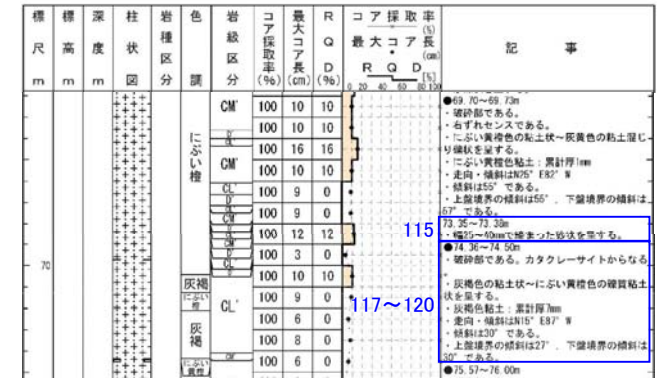 標 標 深 柱 岩 色 岩 コア採取率(%) 最大コア長(cm) RQD(%) コア採取率(%)
尺 高 度 状 種区 級区 最大コア長(cm) 記 事
m m m 図 分 調 分 RQD[%]
0 20 40 60 80 100
CM' 100 10 10
100 10 10
にぶい橙
100 16 16
CM' 100 10 10
CL' 100 9 0
D'
100 9 0
CM'
100 12 12
100 3 0
70
CL'
100 10 10
灰褐
にぶい橙
CL'
100 9 0
100 6 0
灰褐
100 8 0
にぶい黄橙
CM'
100 6 0
●69.70～69.73m
・破砕部である。
・右ずれセンスである。
・にぶい黄橙色の粘土状～灰黄色の粘土混じり礫状を呈する。
・にぶい黄橙色粘土：累計厚1mm
・走向・傾斜はN25°E82°W
・傾斜は55°である。
・上盤境界の傾斜は55°、下盤境界の傾斜は57°である。
115
73.35～73.38m
・幅25～40mmで締まった砂状を呈する。
117～120
●74.36～74.50m
・破砕部である。カタクレーサイトからなる。
・灰褐色の粘土状～にぶい黄橙色の硬質粘土状を呈する。
・灰褐色粘土：累計厚7mm
・走向・傾斜はN15°E87°W
・傾斜は30°である。
・上盤境界の傾斜は27°、下盤境界の傾斜は30°である。
●75.57～76.00m